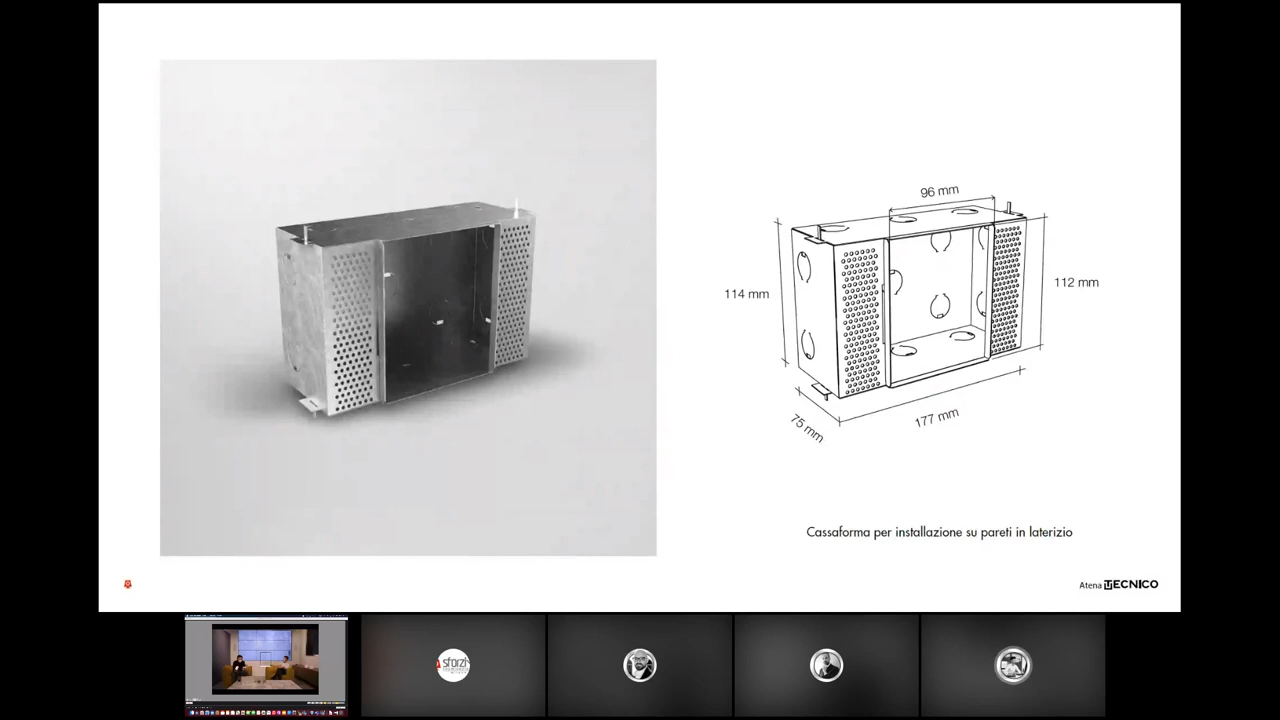 96 mm
114 mm
112 mm
75 mm
177 mm
Cassaforma per installazione su pareti in laterizio
Atena TECNICO
sforzi